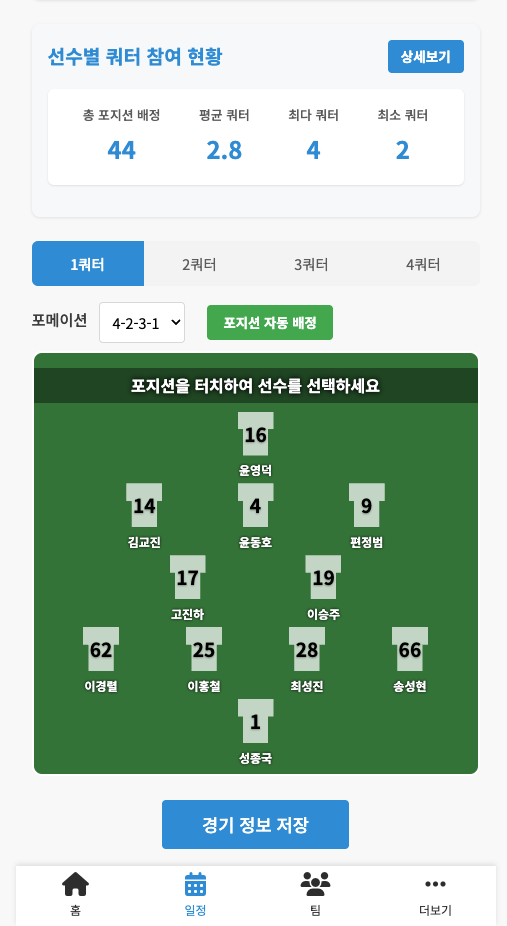 선수별 쿼터 참여 현황
상세보기
총 포지션 배정 평균 쿼터 최다 쿼터 최소 쿼터
44 2.8 4 2
1쿼터 2쿼터 3쿼터 4쿼터
포메이션 4-2-3-1 포지션 자동 배정
포지션을 터치하여 선수를 선택하세요
16
윤영덕
14 4 9
김교진 윤동호 편정범
17 19
고진하 이승주
62 25 28 66
이경렬 이홍철 최성진 송성현
1
성종국
경기 정보 저장
홈 일정 팀 더보기